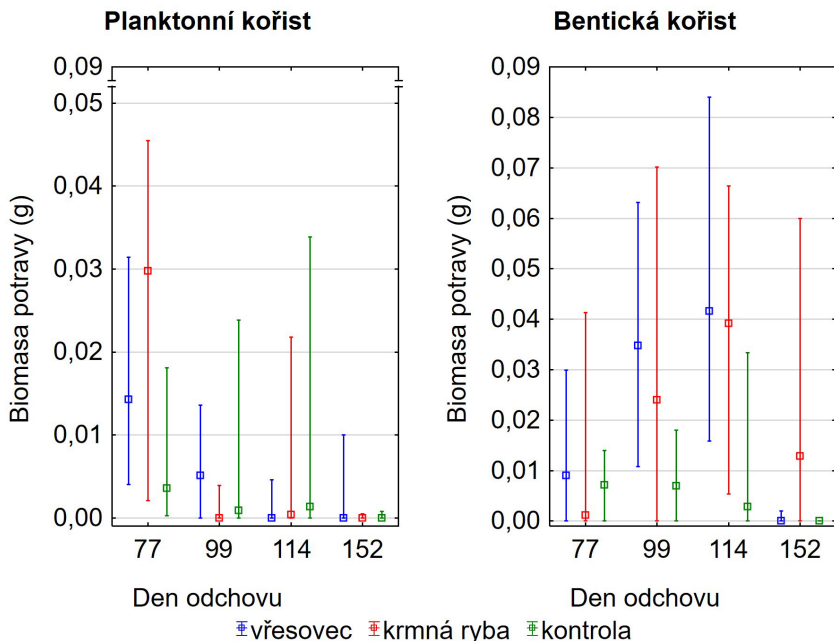 Planktonní kořist
Bentická kořist
0,09
0,05
0,04
0,03
0,02
0,01
0,00
Biomasa potravy (g)
77 99 114 152
Den odchovu
0,09
0,08
0,07
0,06
0,05
0,04
0,03
0,02
0,01
0,00
Biomasa potravy (g)
77 99 114 152
Den odchovu
vřesovec krmná ryba kontrola